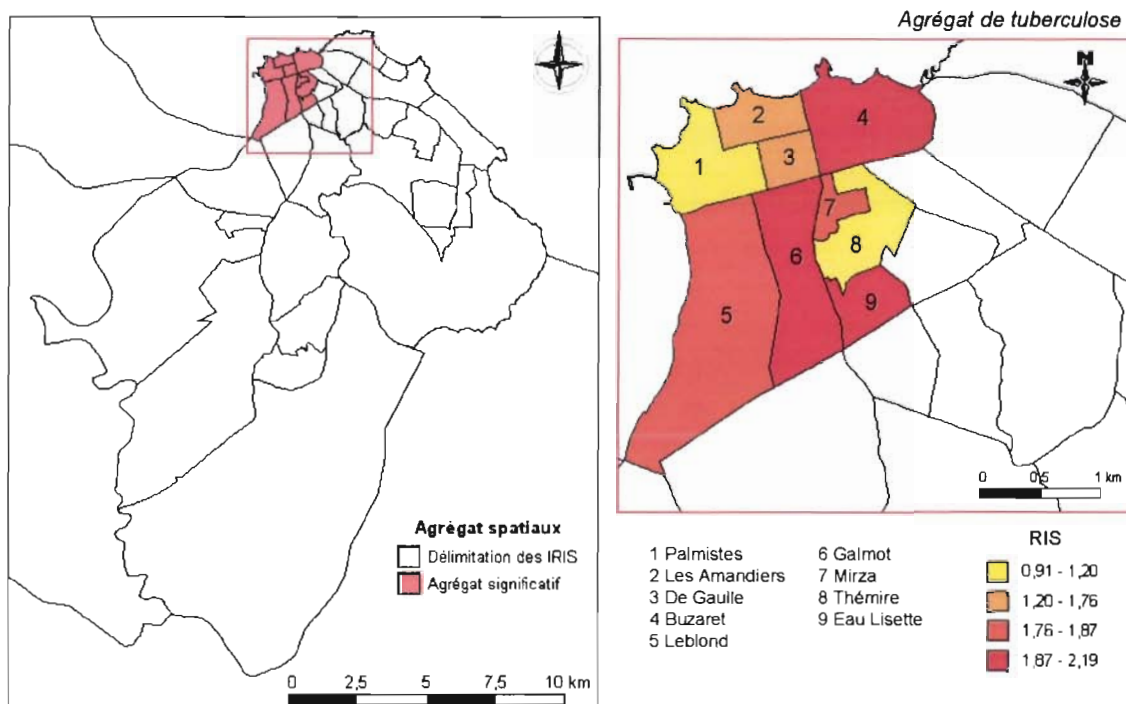 Agrégat de tuberculose
N
1
2
3
4
5
6
7
8
9
0 0,5 1 km
Agrégat spatiaux
Délimitation des IRIS
Agrégat significatif
0 2,5 5 7,5 10 km
1 Palmistes
2 Les Amandiers
3 De Gaulle
4 Buzaret
5 Leblond
6 Galmot
7 Mirza
8 Thémire
9 Eau Lisette
RIS
0,91 - 1,20
1,20 - 1,76
1,76 - 1,87
1,87 - 2,19